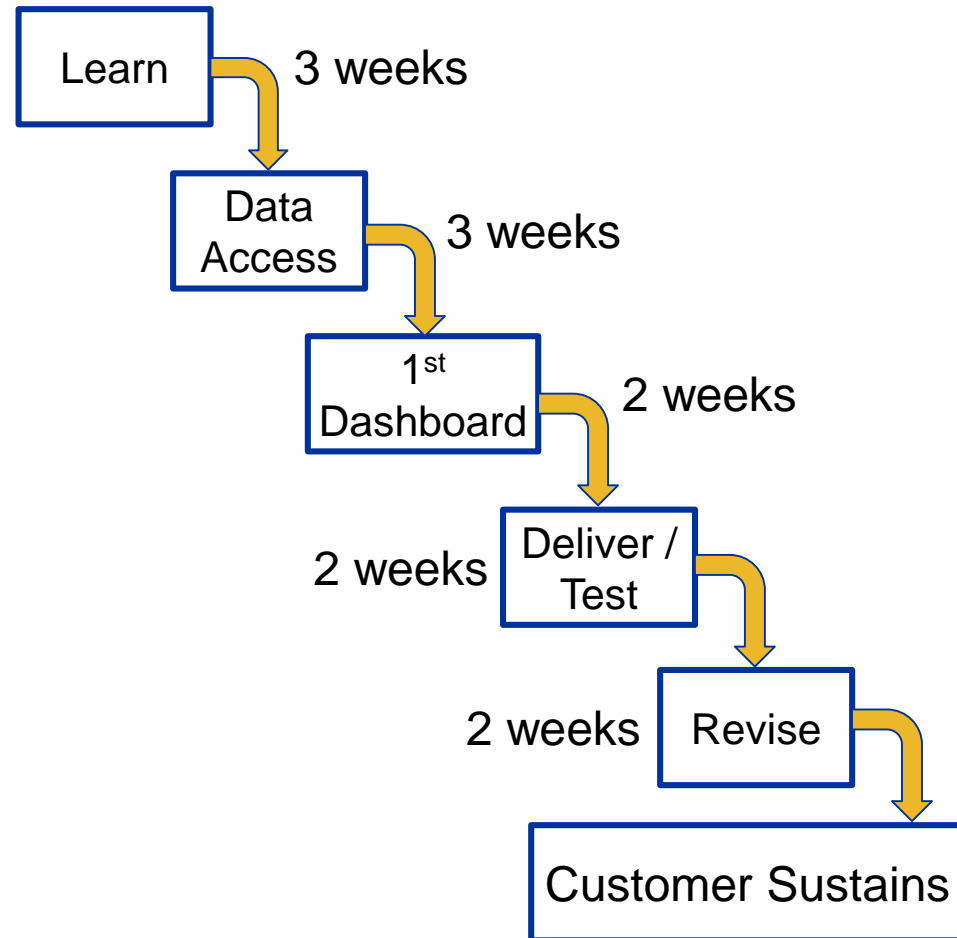 Learn
3 weeks
Data
Access
3 weeks
1st
Dashboard
2 weeks
Deliver /
Test
2 weeks
Revise
2 weeks
Customer Sustains